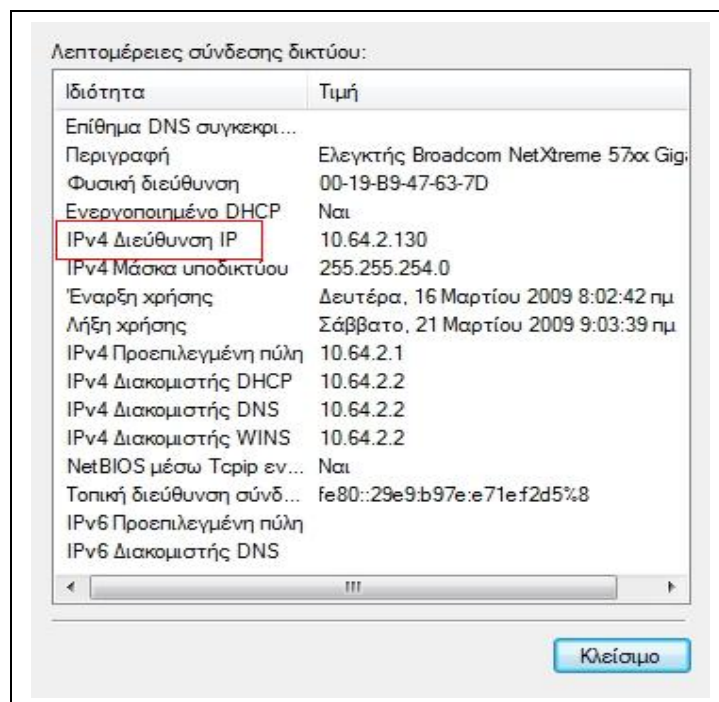 Λεπτομέρειες σύνδεσης δικτύου:
Ιδιότητα Τιμή
Επίθημα DNS συγκεκρι...
Περιγραφή Ελεγκτής Broadcom NetXtreme 57xx Giga
Φυσική διεύθυνση 00-19-B9-47-63-7D
Ενεργοποιημένο DHCP Ναι
IPv4 Διεύθυνση IP 10.64.2.130
IPv4 Μάσκα υποδικτύου 255.255.254.0
Έναρξη χρήσης Δευτέρα, 16 Μαρτίου 2009 8:02:42 πμ
Λήξη χρήσης Σάββατο, 21 Μαρτίου 2009 9:03:39 πμ
IPv4 Προεπιλεγμένη πύλη 10.64.2.1
IPv4 Διακομιστής DHCP 10.64.2.2
IPv4 Διακομιστής DNS 10.64.2.2
IPv4 Διακομιστής WINS 10.64.2.2
NetBIOS μέσω Tcpip εν... Ναι
Τοπική διεύθυνση σύνδ... fe80::29e9:b97e:e71e:f2d5%8
IPv6 Προεπιλεγμένη πύλη
IPv6 Διακομιστής DNS
Κλείσιμο